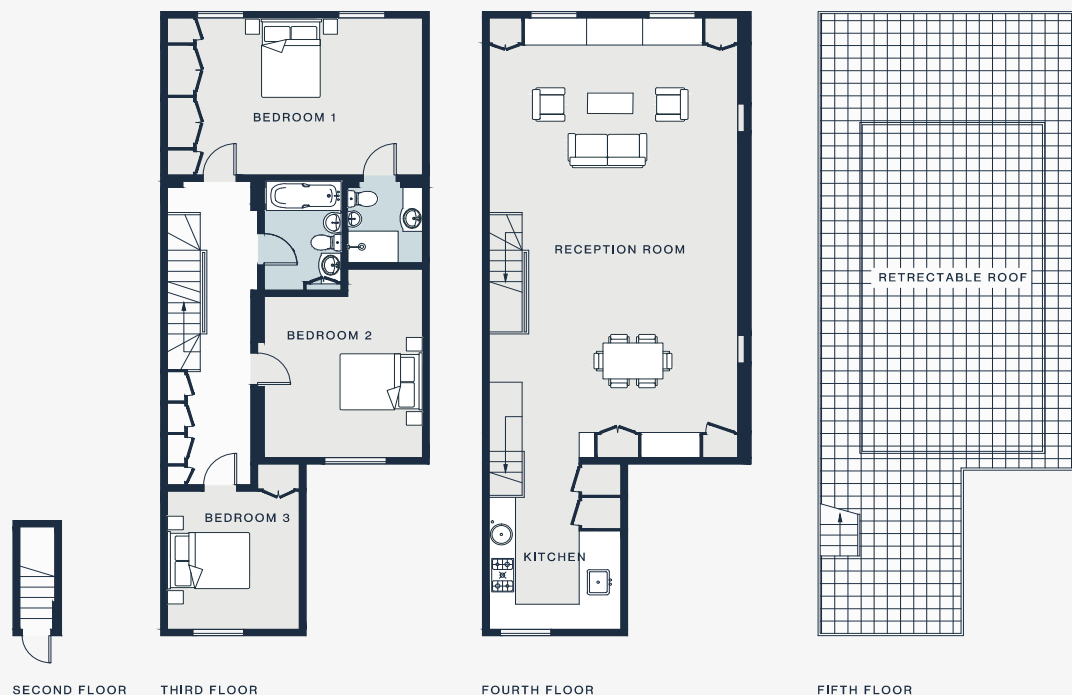 BEDROOM 1
BEDROOM 2
BEDROOM 3
RECEPTION ROOM
KITCHEN
RETRECTABLE ROOF
SECOND FLOOR
THIRD FLOOR
FOURTH FLOOR
FIFTH FLOOR